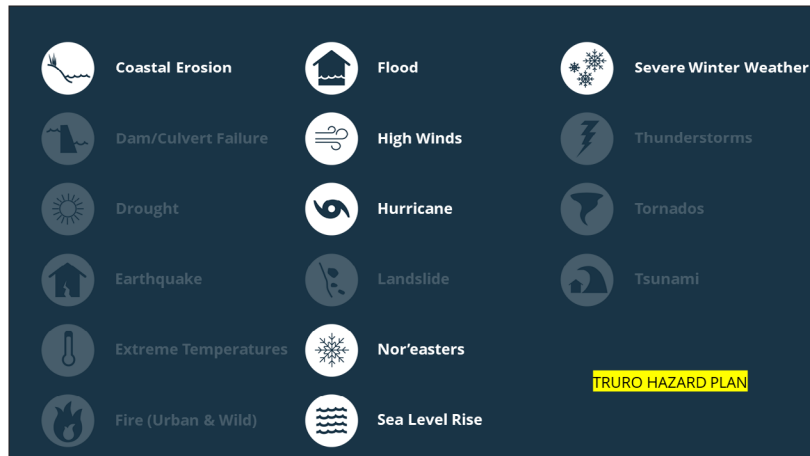 Coastal Erosion
Flood
Severe Winter Weather
Dam/Culvert Failure
High Winds
Thunderstorms
Drought
Hurricane
Tornados
Earthquake
Landslide
Tsunami
Extreme Temperatures
Nor’easters
TRURO HAZARD PLAN
Fire (Urban & Wild)
Sea Level Rise